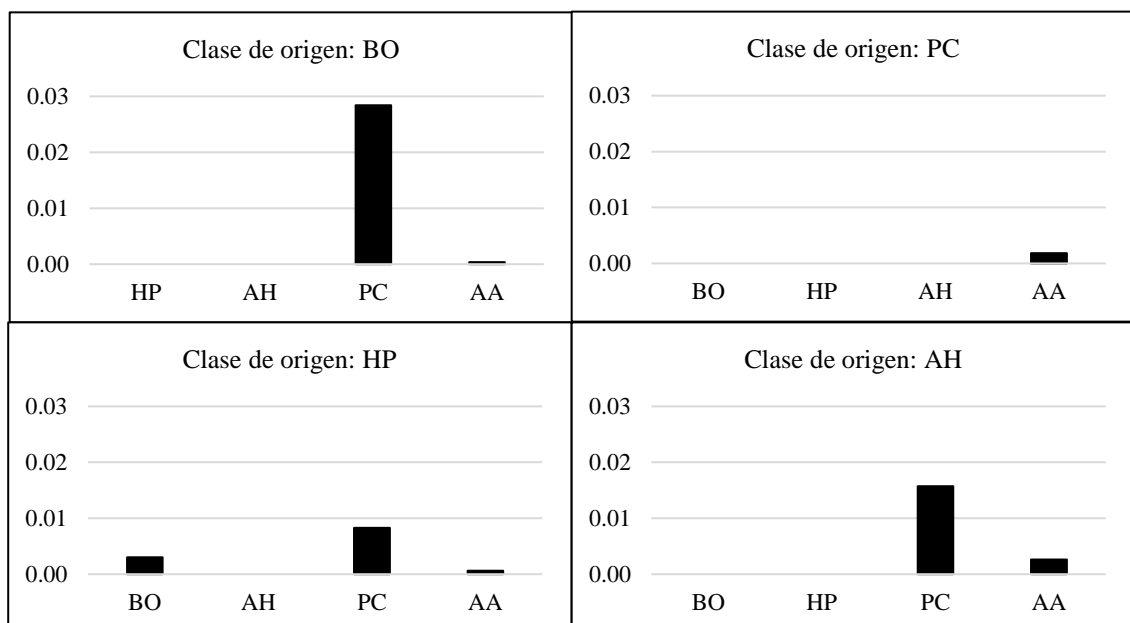 Clase de origen: BO
0.03
0.02
0.01
0.00
HP AH PC AA
Clase de origen: PC
0.03
0.02
0.01
0.00
BO HP AH AA
Clase de origen: HP
0.03
0.02
0.01
0.00
BO AH PC AA
Clase de origen: AH
0.03
0.02
0.01
0.00
BO HP PC AA